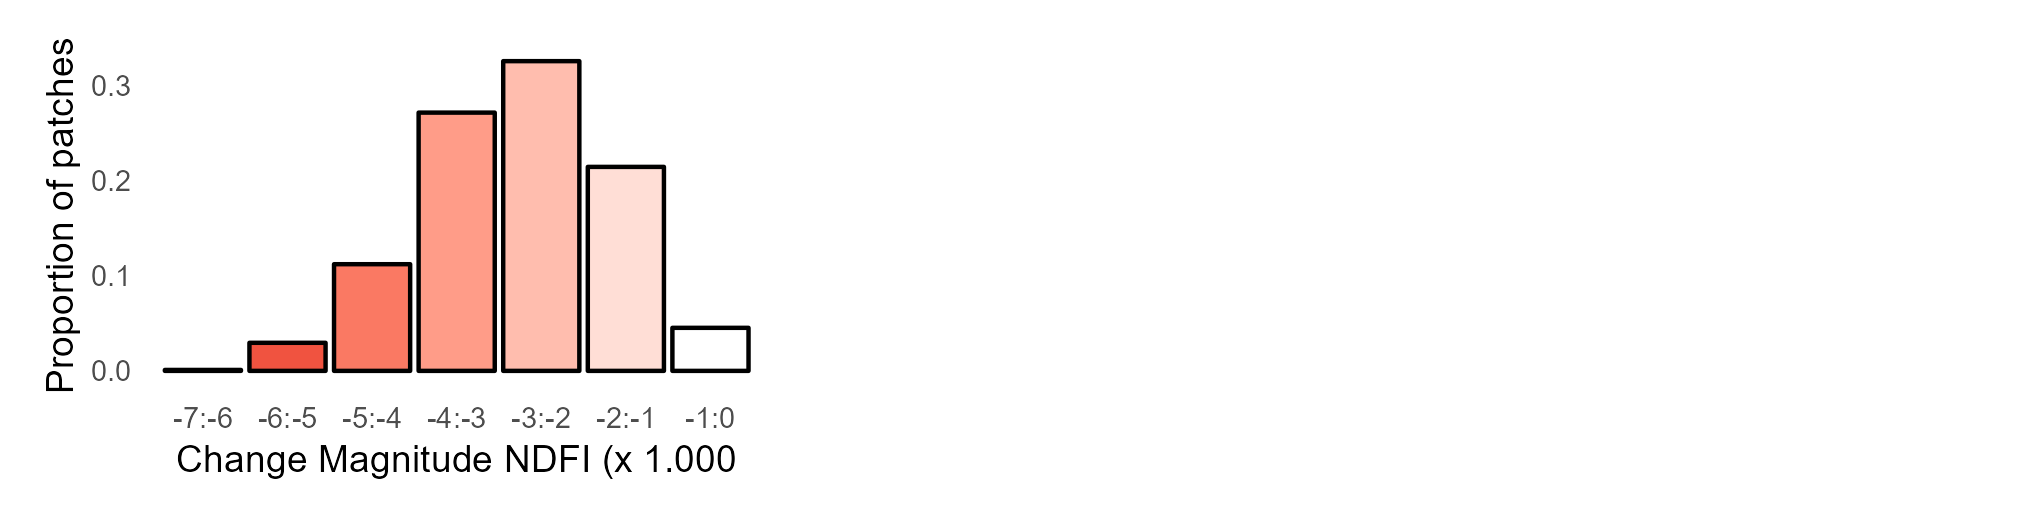 Proportion of patches
0.3
0.2
0.1
0.0
-7:-6 -6:-5 -5:-4 -4:-3 -3:-2 -2:-1 -1:0
Change Magnitude NDFI (x 1.000